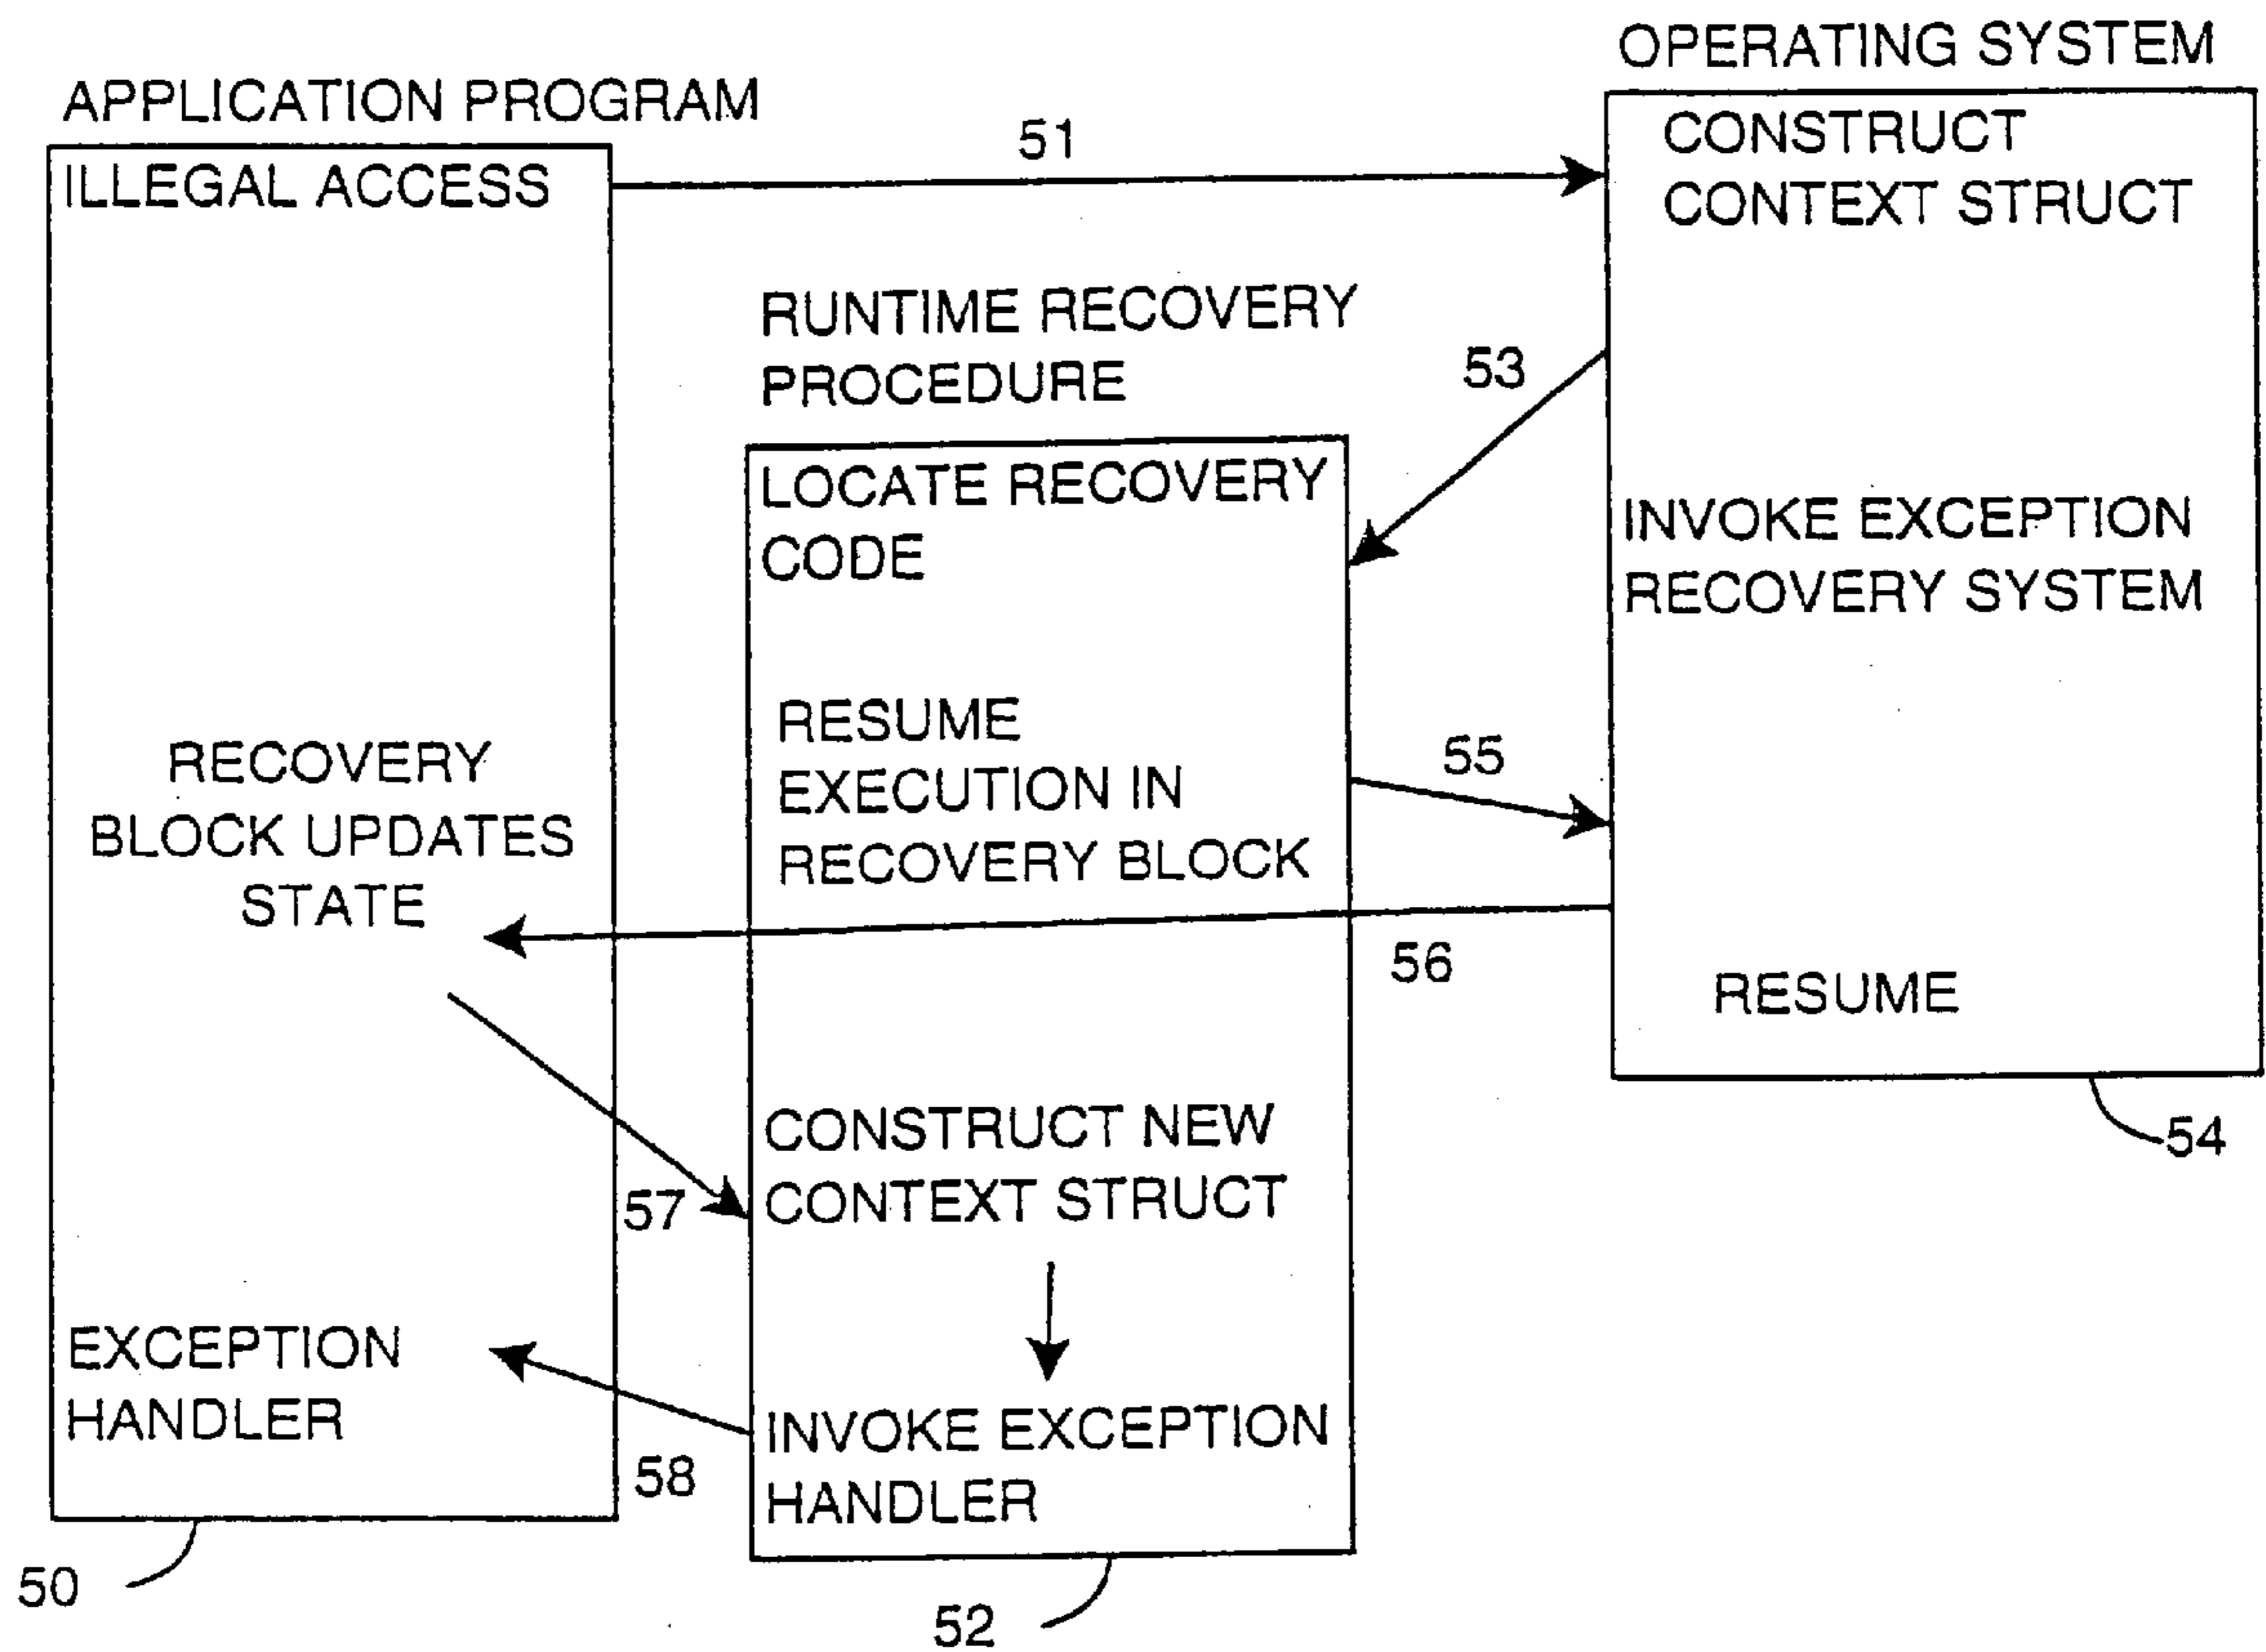 OPERATING SYSTEM
APPLICATION PROGRAM
CONSTRUCT
CONTEXT STRUCT
51
ILLEGAL ACCESS
RUNTIME RECOVERY
PROCEDURE
53
LOCATE RECOVERY
CODE
INVOKE EXCEPTION
RECOVERY SYSTEM
RESUME
EXECUTION IN
RECOVERY BLOCK
55
RECOVERY
BLOCK UPDATES
STATE
56
RESUME
54
CONSTRUCT NEW
CONTEXT STRUCT
57
EXCEPTION
HANDLER
58
INVOKE EXCEPTION
HANDLER
50
52